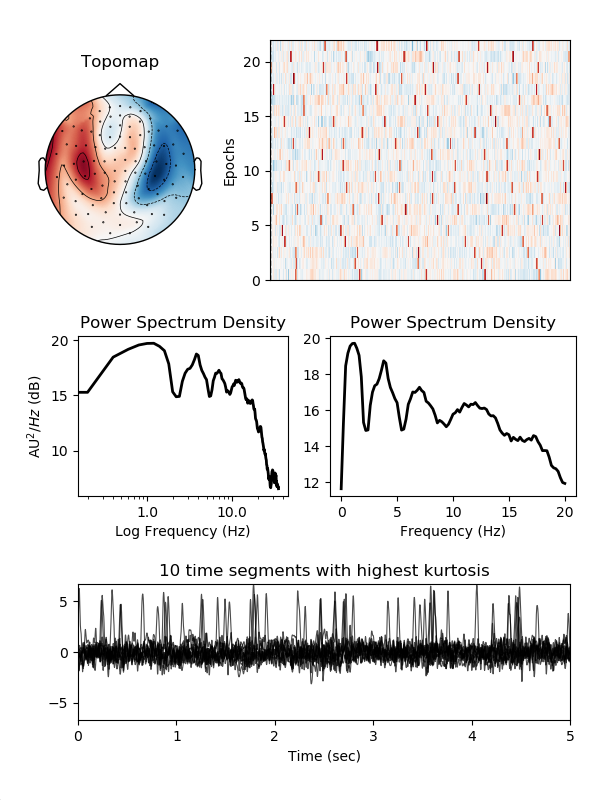 Topomap
Epochs
20
15
10
5
0
Power Spectrum Density
AU²/Hz (dB)
20
15
10
1.0 10.0
Log Frequency (Hz)
Power Spectrum Density
20
18
16
14
12
0 5 10 15 20
Frequency (Hz)
10 time segments with highest kurtosis
5
0
−5
0 1 2 3 4 5
Time (sec)